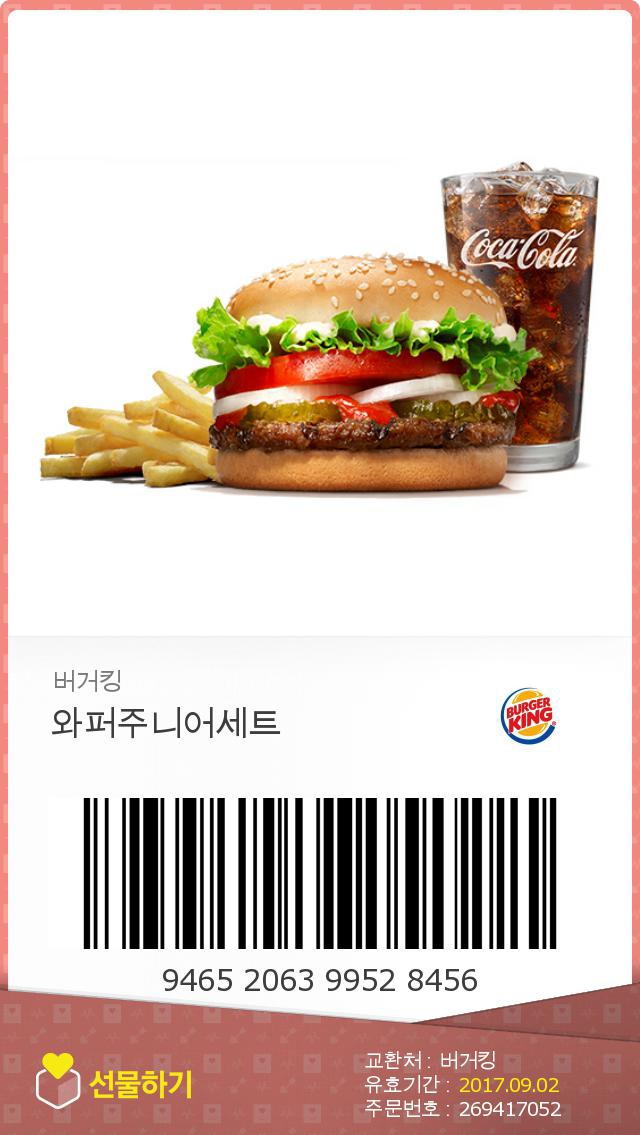 Coca-Cola
버거킹
와퍼주니어세트
BURGER
KING
9465 2063 9952 8456
선물하기
교환처 : 버거킹
유효기간 : 2017.09.02
주문번호 : 269417052